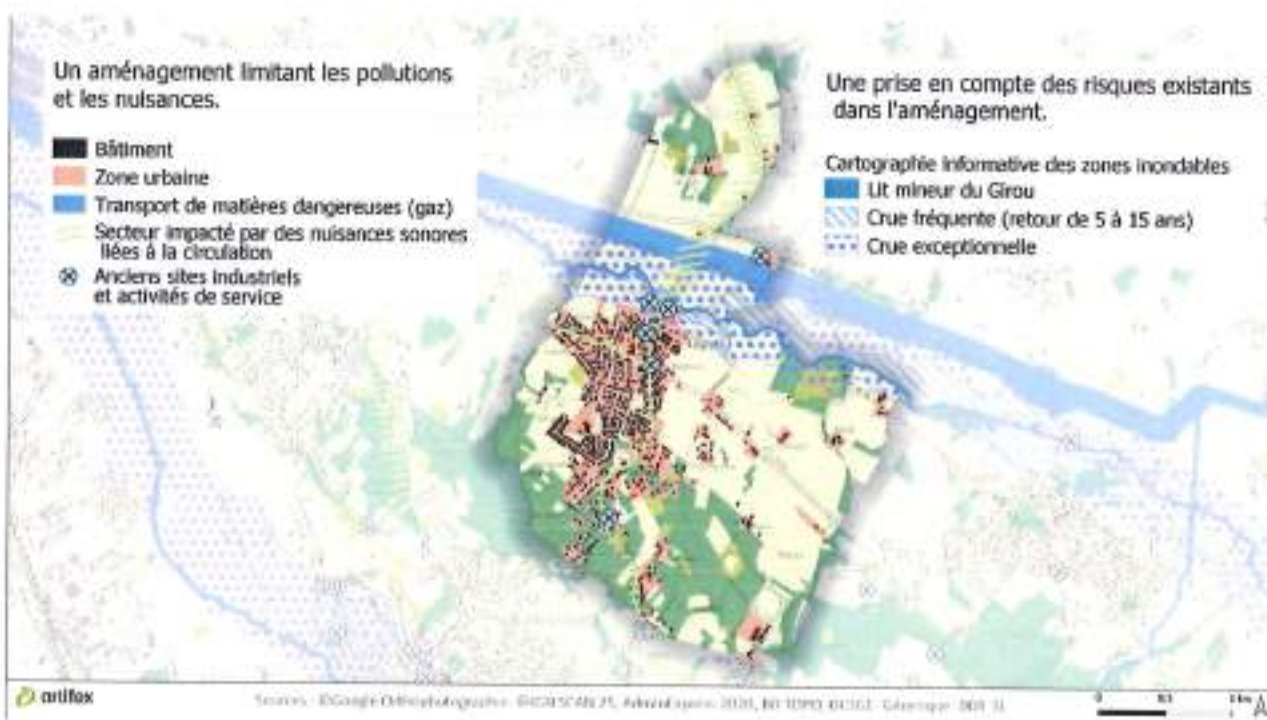 Un aménagement limitant les pollutions
et les nuisances.
Bâtiment
Zone urbaine
Transport de matières dangereuses (gaz)
Secteur impacté par des nuisances sonores
liées à la circulation
Anciens sites industriels
et activités de service
Une prise en compte des risques existants
dans l'aménagement.
Cartographie informative des zones inondables
Lit mineur du Girou
Crue fréquente (retour de 5 à 15 ans)
Crue exceptionnelle
artifex
Sources :
0